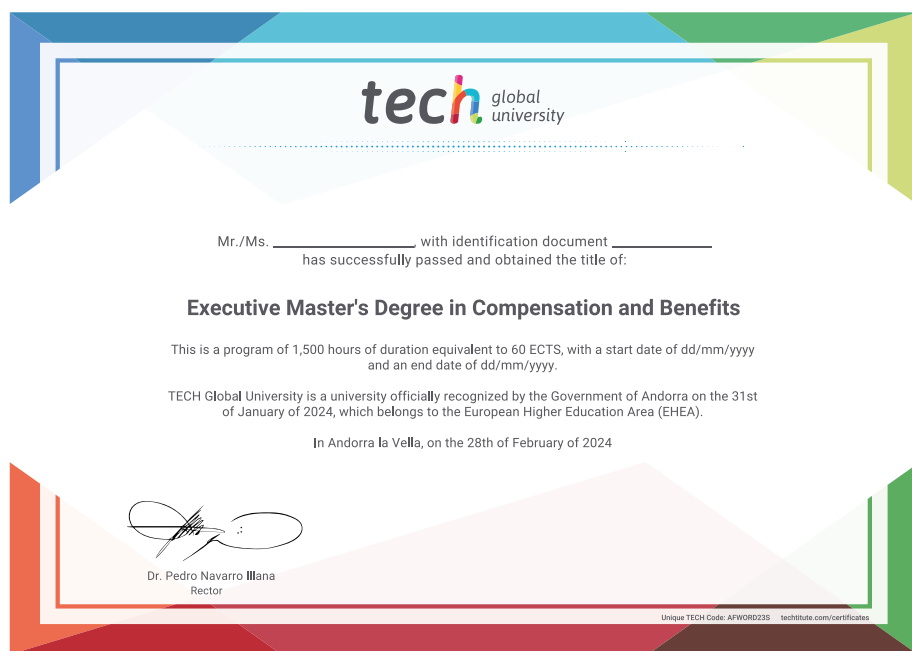 tech global
university
Mr./Ms. ____________________, with identification document ______________
has successfully passed and obtained the title of:
Executive Master's Degree in Compensation and Benefits
This is a program of 1,500 hours of duration equivalent to 60 ECTS, with a start date of dd/mm/yyyy
and an end date of dd/mm/yyyy.
TECH Global University is a university officially recognized by the Government of Andorra on the 31st
of January of 2024, which belongs to the European Higher Education Area (EHEA).
In Andorra la Vella, on the 28th of February of 2024
Dr. Pedro Navarro Illana
Rector
Unique TECH Code: AFWORD23S techtitute.com/certificates